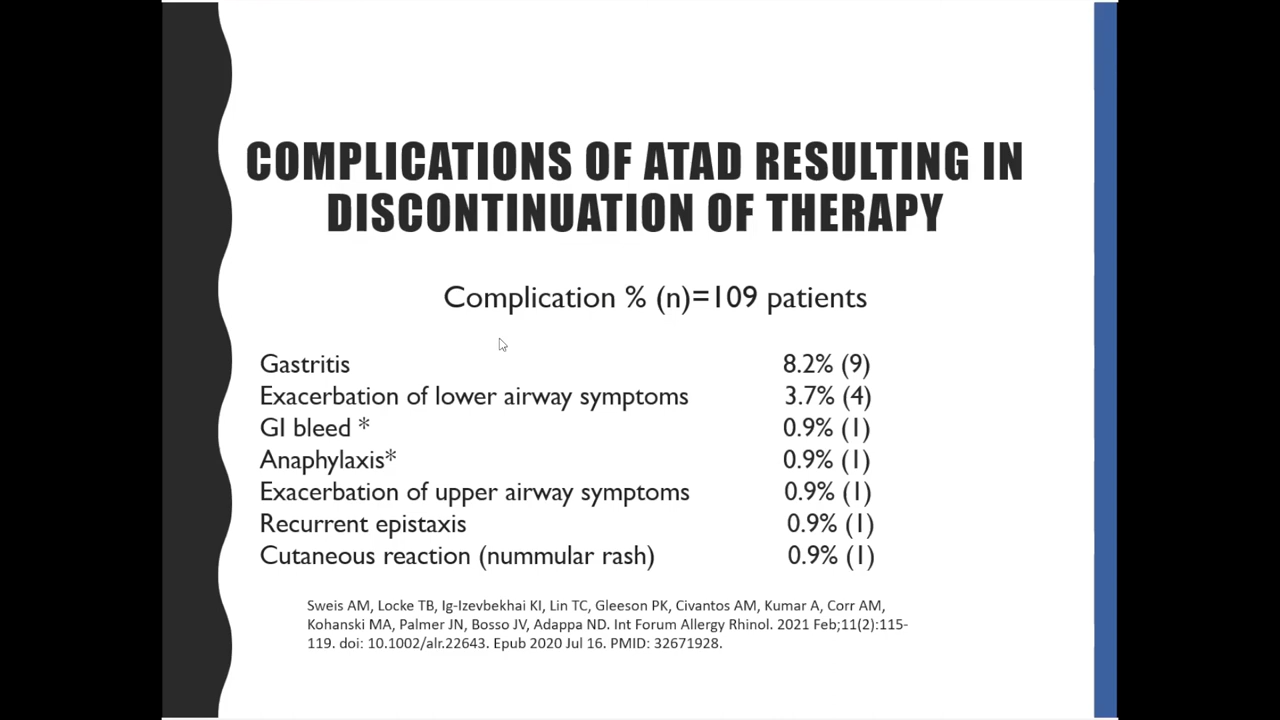 COMPLICATIONS OF ATAD RESULTING IN
DISCONTINUATION OF THERAPY
Complication % (n)=109 patients
Gastritis 8.2% (9)
Exacerbation of lower airway symptoms 3.7% (4)
GI bleed * 0.9% (1)
Anaphylaxis* 0.9% (1)
Exacerbation of upper airway symptoms 0.9% (1)
Recurrent epistaxis 0.9% (1)
Cutaneous reaction (nummular rash) 0.9% (1)
Sweis AM, Locke TB, Ig-Izevbekhai KI, Lin TC, Gleeson PK, Civantos AM, Kumar A, Corr AM,
Kohanski MA, Palmer JN, Bosso JV, Adappa ND. Int Forum Allergy Rhinol. 2021 Feb;11(2):115-
119. doi: 10.1002/alr.22643. Epub 2020 Jul 16. PMID: 32671928.